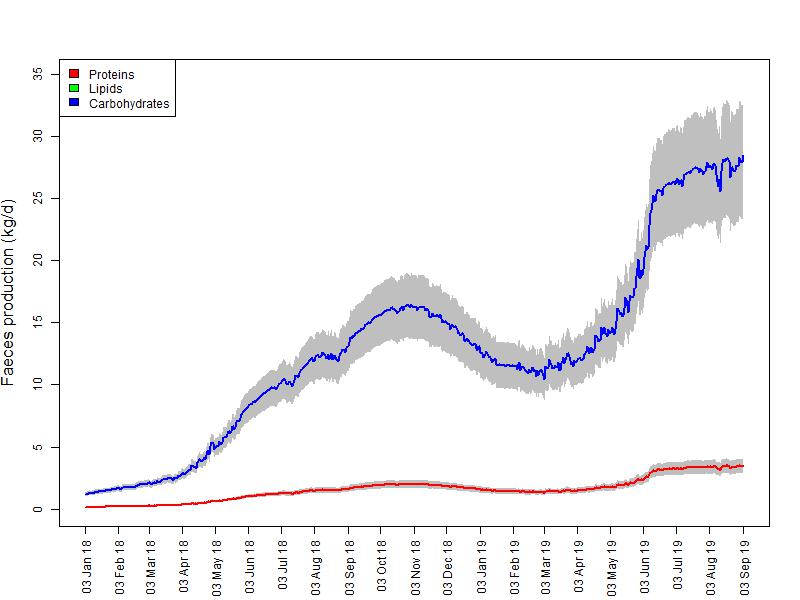 Proteins
Lipids
Carbohydrates
Faeces production (kg/d)
35
30
25
20
15
10
5
0
03 Jan 18
03 Feb 18
03 Mar 18
03 Apr 18
03 May 18
03 Jun 18
03 Jul 18
03 Aug 18
03 Sep 18
03 Oct 18
03 Nov 18
03 Dec 18
03 Jan 19
03 Feb 19
03 Mar 19
03 Apr 19
03 May 19
03 Jun 19
03 Jul 19
03 Aug 19
03 Sep 19